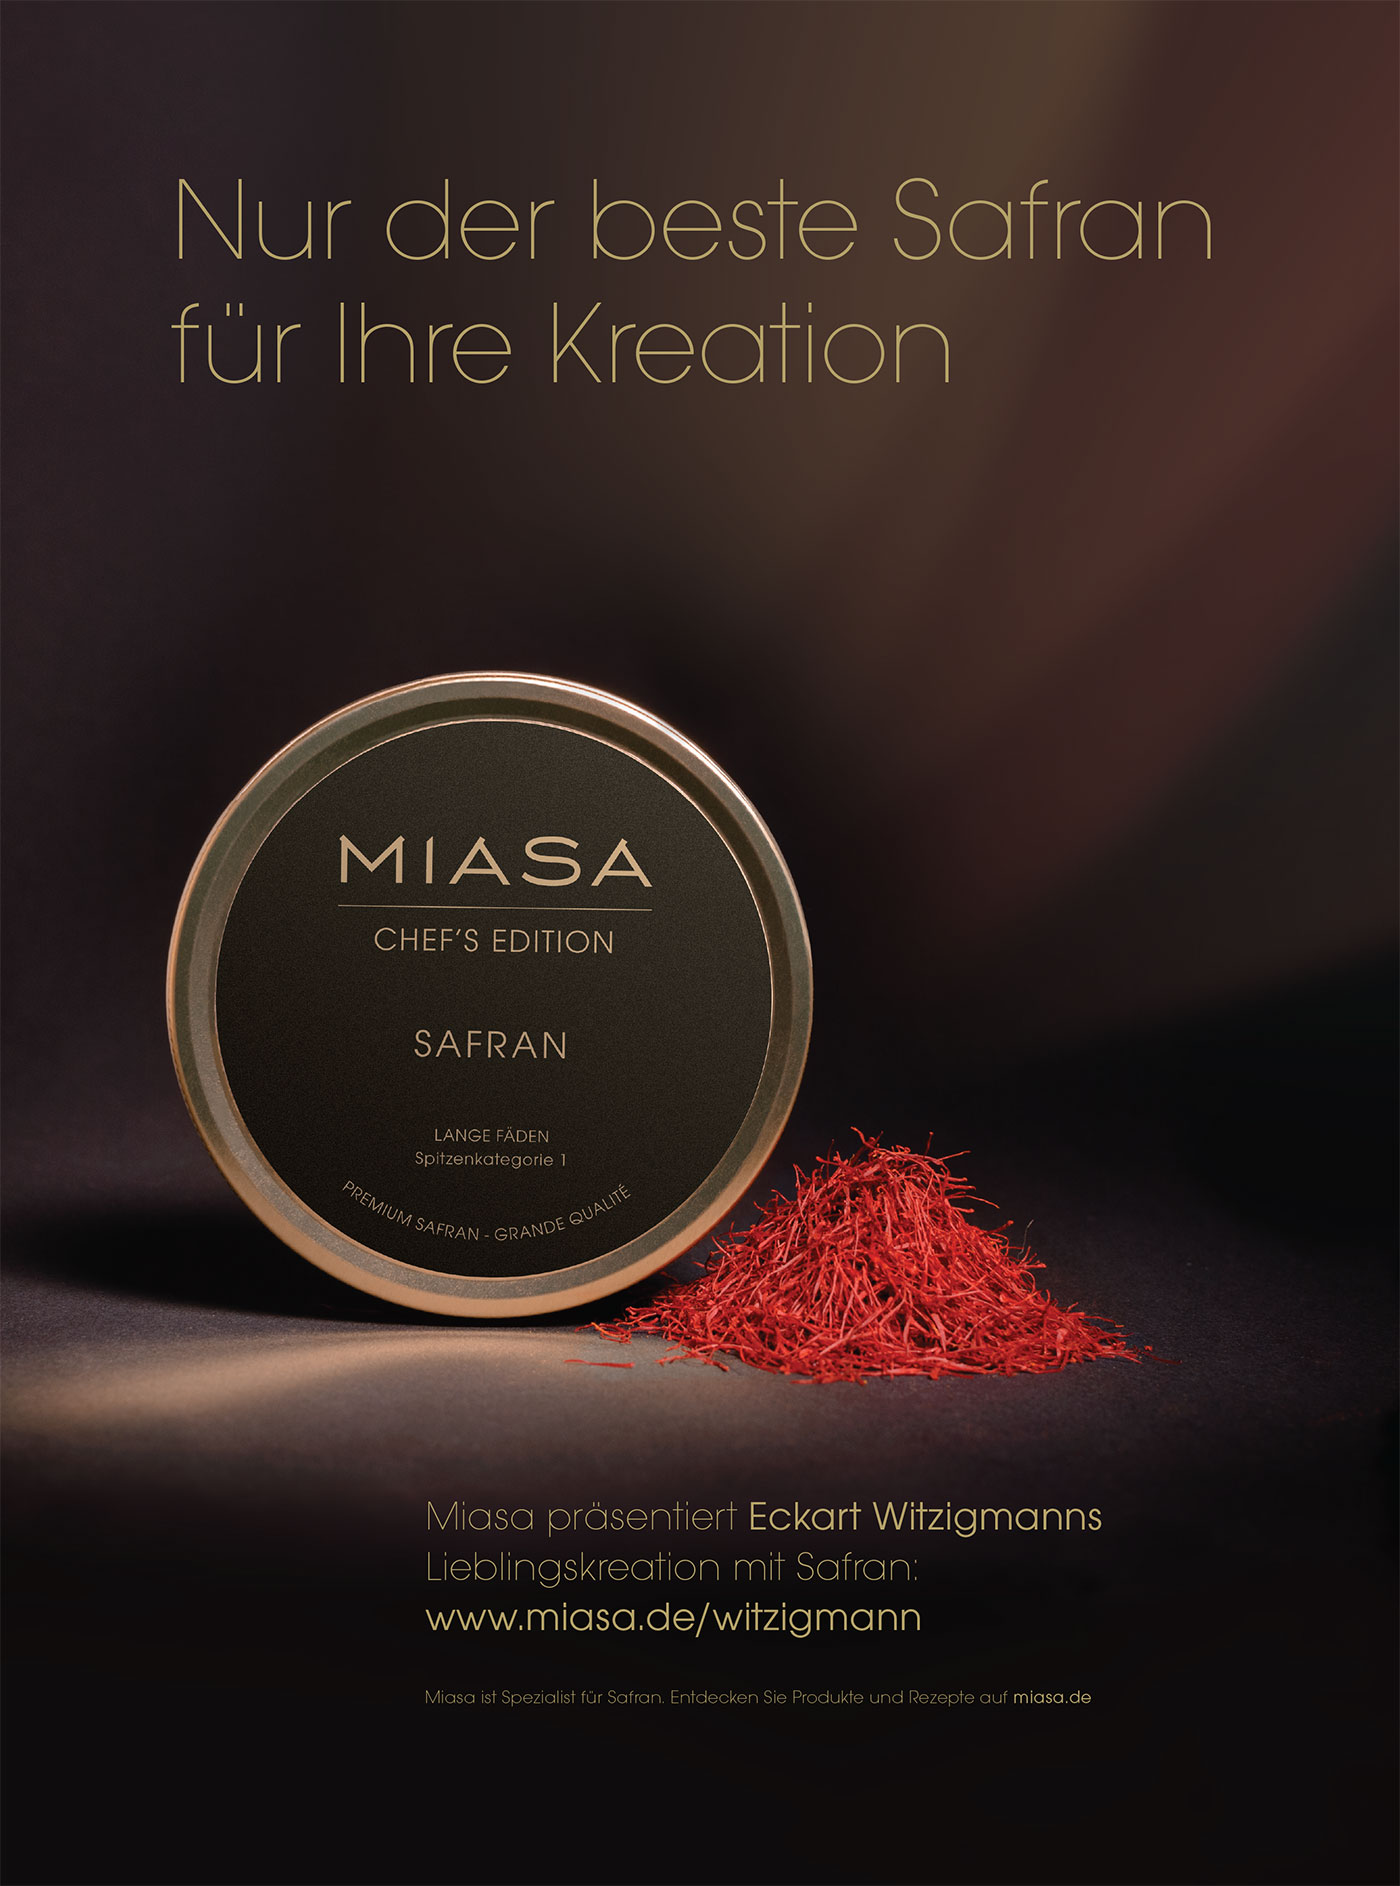 Nur der beste Safran
für Ihre Kreation
MIASA
CHEF'S EDITION
SAFRAN
LANGE FÄDEN
Spitzenkategorie 1
PREMIUM SAFRAN - GRANDE QUALITÉ
Miasa präsentiert Eckart Witzigmanns
Lieblingskreation mit Safran:
www.miasa.de/witzigmann
Miasa ist Spezialist für Safran. Entdecken Sie Produkte und Rezepte auf miasa.de